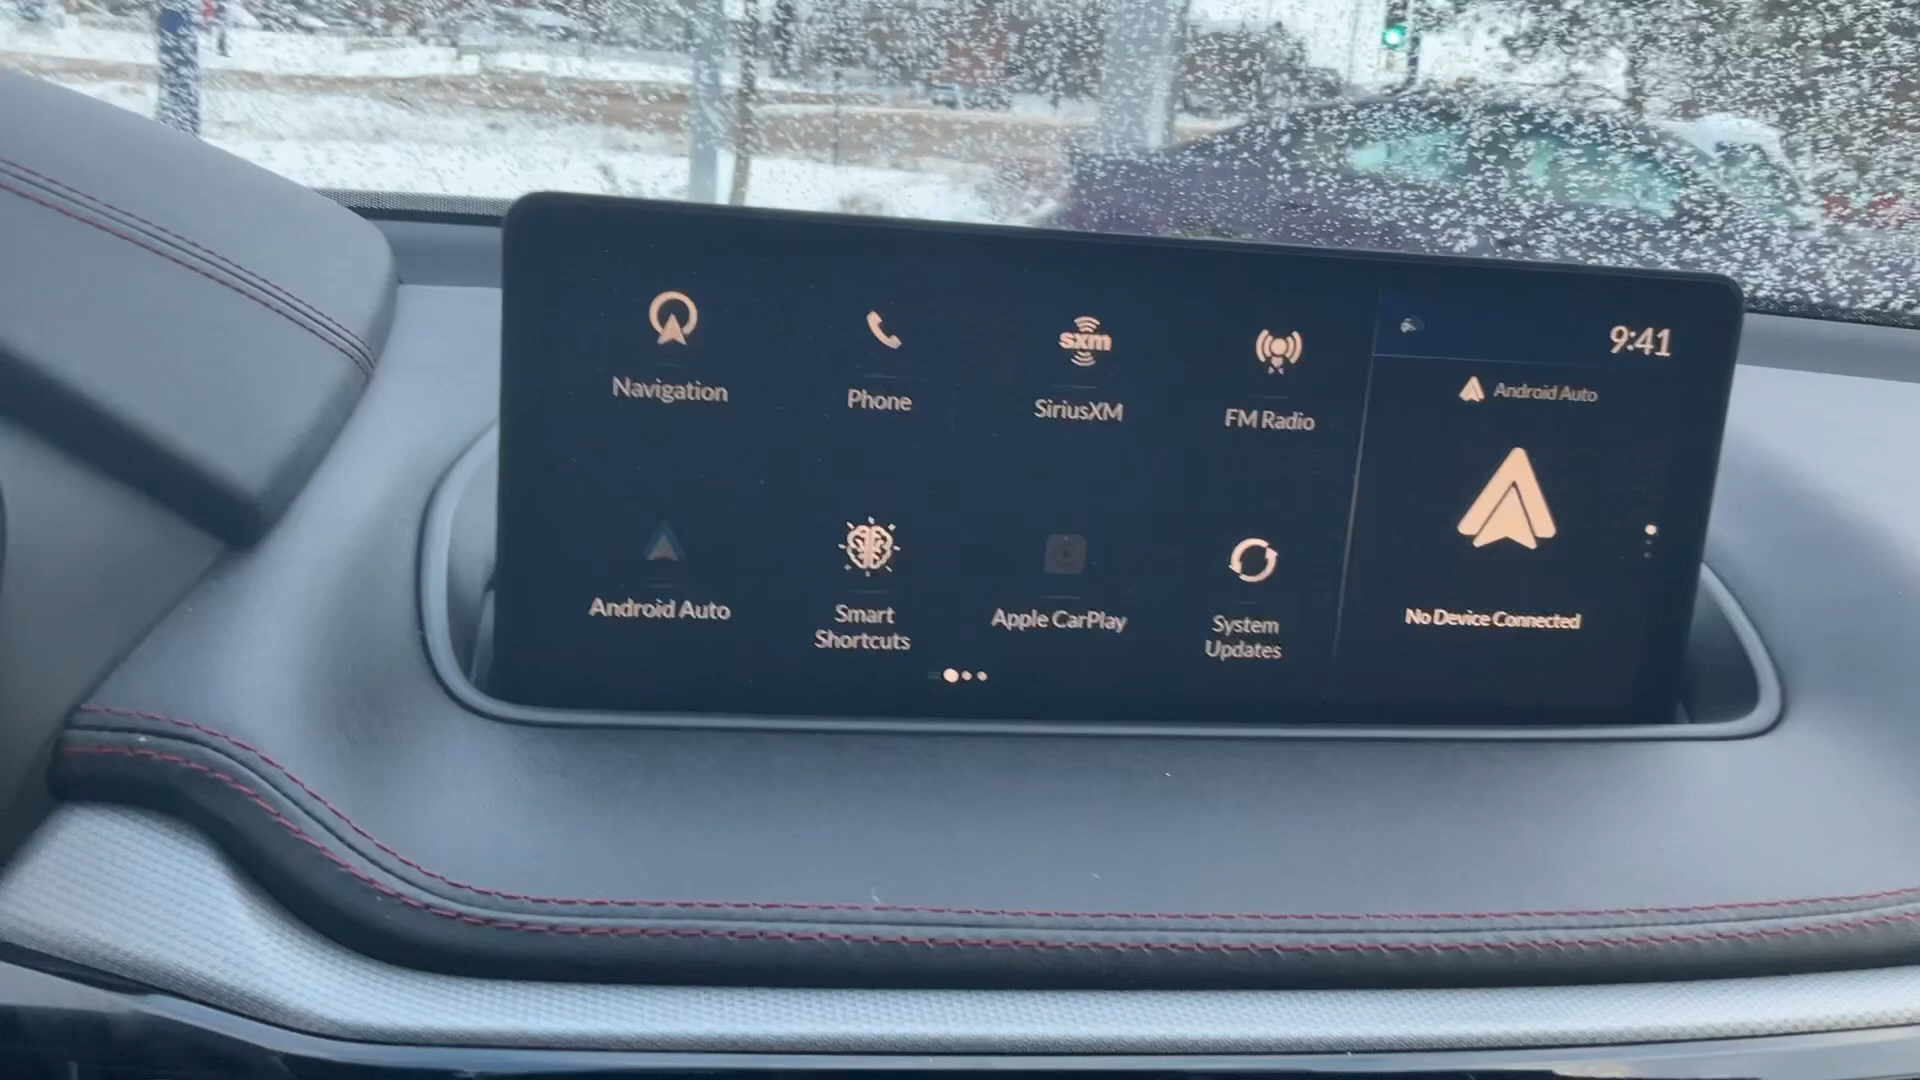 Navigation
Phone
sxm
SiriusXM
FM Radio
9:41
Android Auto
Android Auto
Smart
Shortcuts
Apple CarPlay
System
Updates
No Device Connected